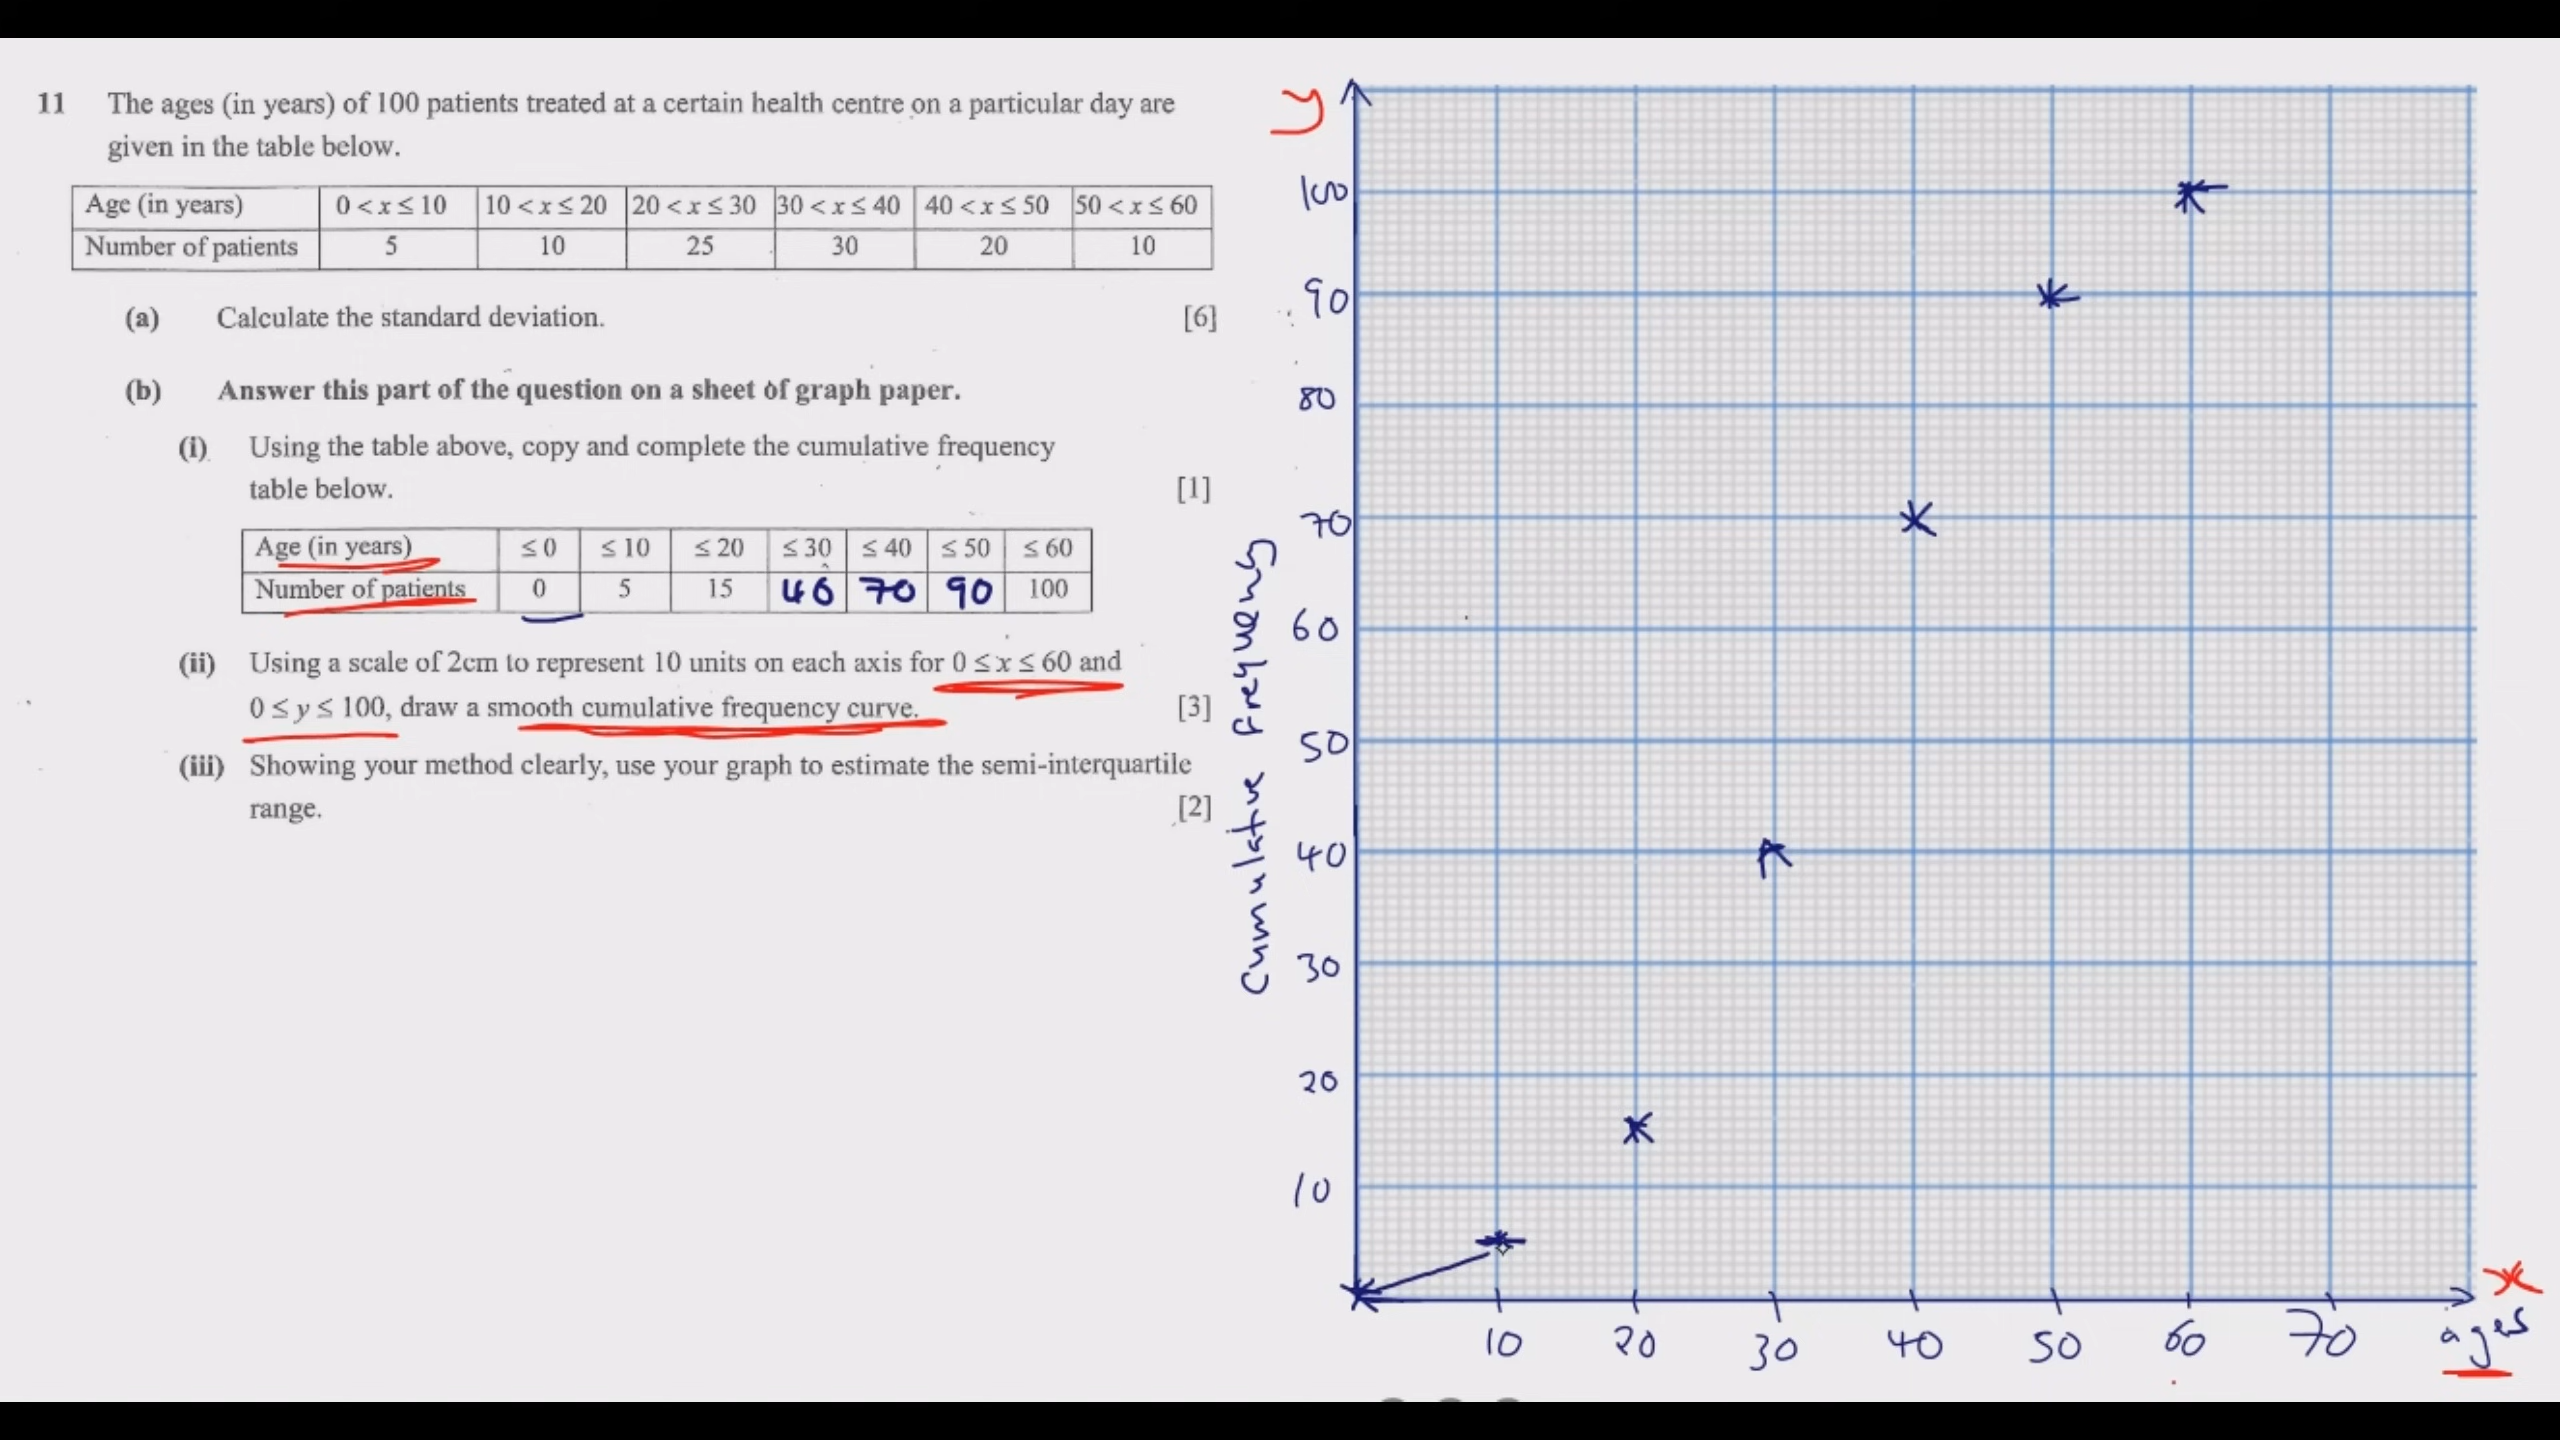 11 The ages (in years) of 100 patients treated at a certain health centre on a particular day are
given in the table below.
Age (in years) 0 < x ≤ 10 10 < x ≤ 20 20 < x ≤ 30 30 < x ≤ 40 40 < x ≤ 50 50 < x ≤ 60
Number of patients 5 10 25 30 20 10
(a) Calculate the standard deviation. [6]
(b) Answer this part of the question on a sheet of graph paper.
(i) Using the table above, copy and complete the cumulative frequency
table below. [1]
Age (in years) ≤ 0 ≤ 10 ≤ 20 ≤ 30 ≤ 40 ≤ 50 ≤ 60
Number of patients 0 5 15 40 70 90 100
(ii) Using a scale of 2cm to represent 10 units on each axis for 0 ≤ x ≤ 60 and
0 ≤ y ≤ 100, draw a smooth cumulative frequency curve. [3]
(iii) Showing your method clearly, use your graph to estimate the semi-interquartile
range. [2]
y
100
90
80
70
60
50
40
30
20
10
Cumulative frequency
10 20 30 40 50 60 70
x
ages